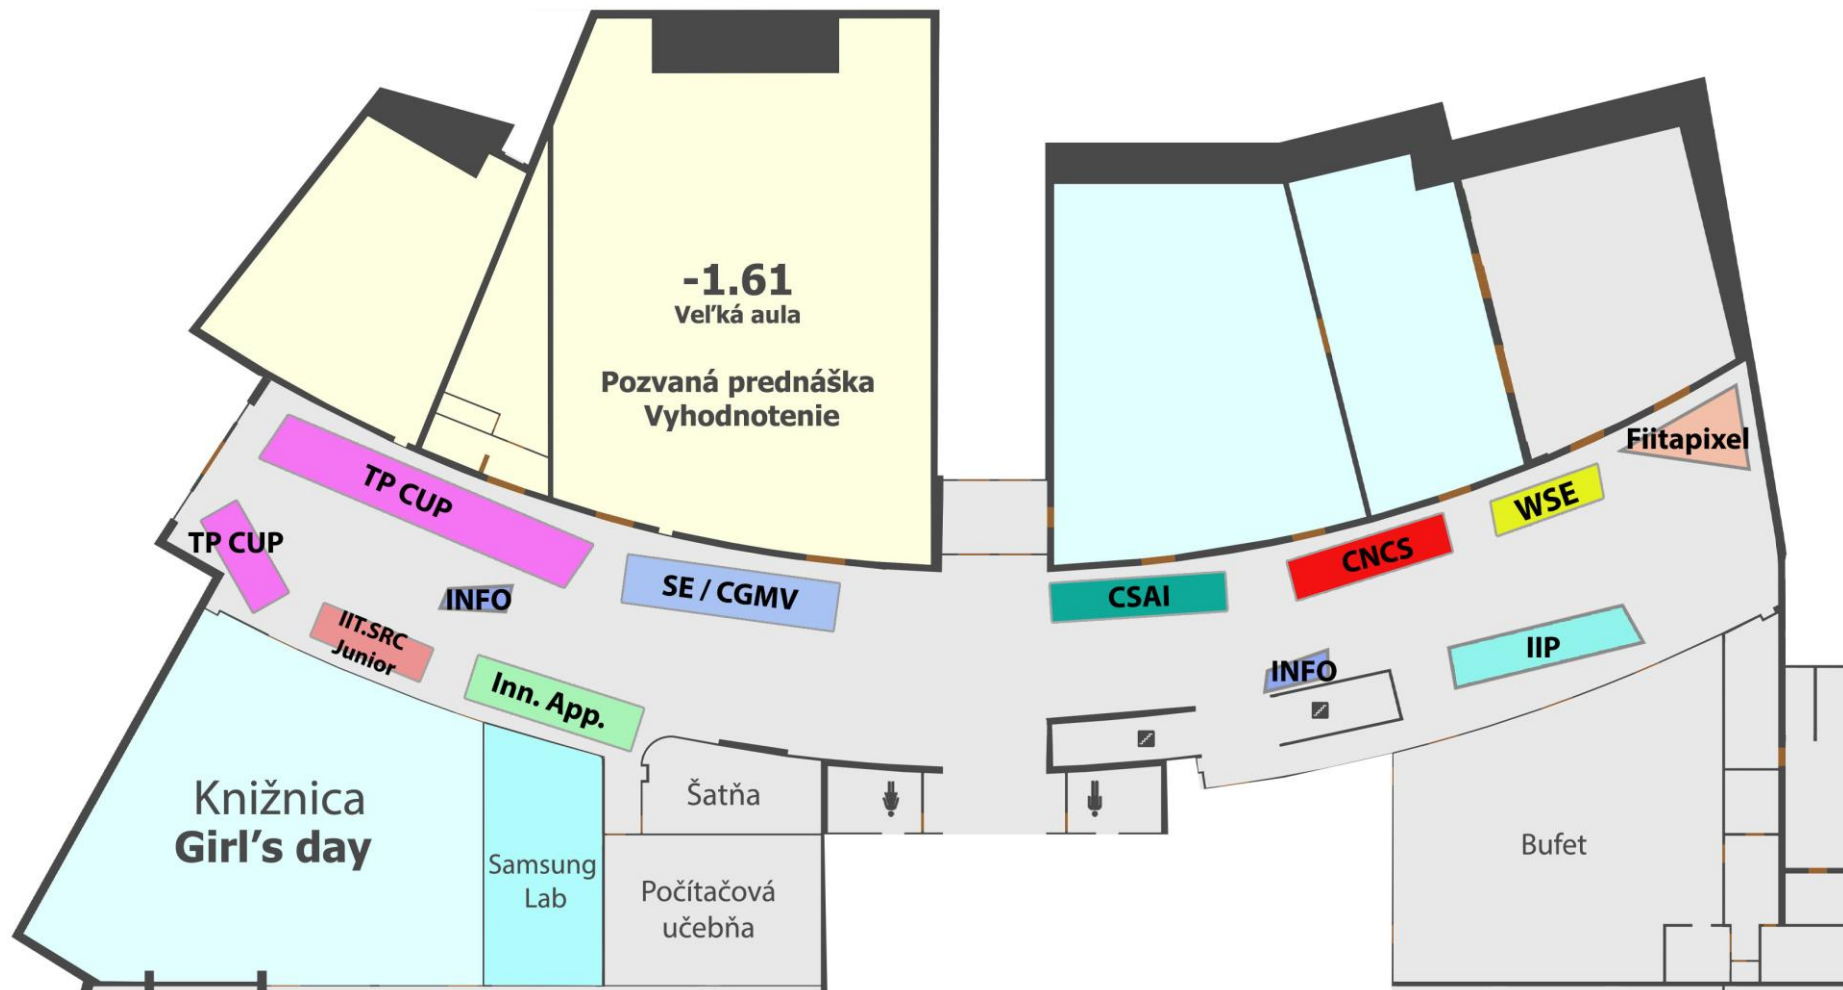 -1.61
Veľká aula
Pozvaná prednáška
Vyhodnotenie
TP CUP
TP CUP
INFO
SE / CGMV
IIT.SRC
Junior
Inn. App.
CSAI
CNCS
WSE
Fiitapixel
INFO
IIP
Knižnica
Girl's day
Samsung
Lab
Šatňa
Počítačová
učebňa
Bufet